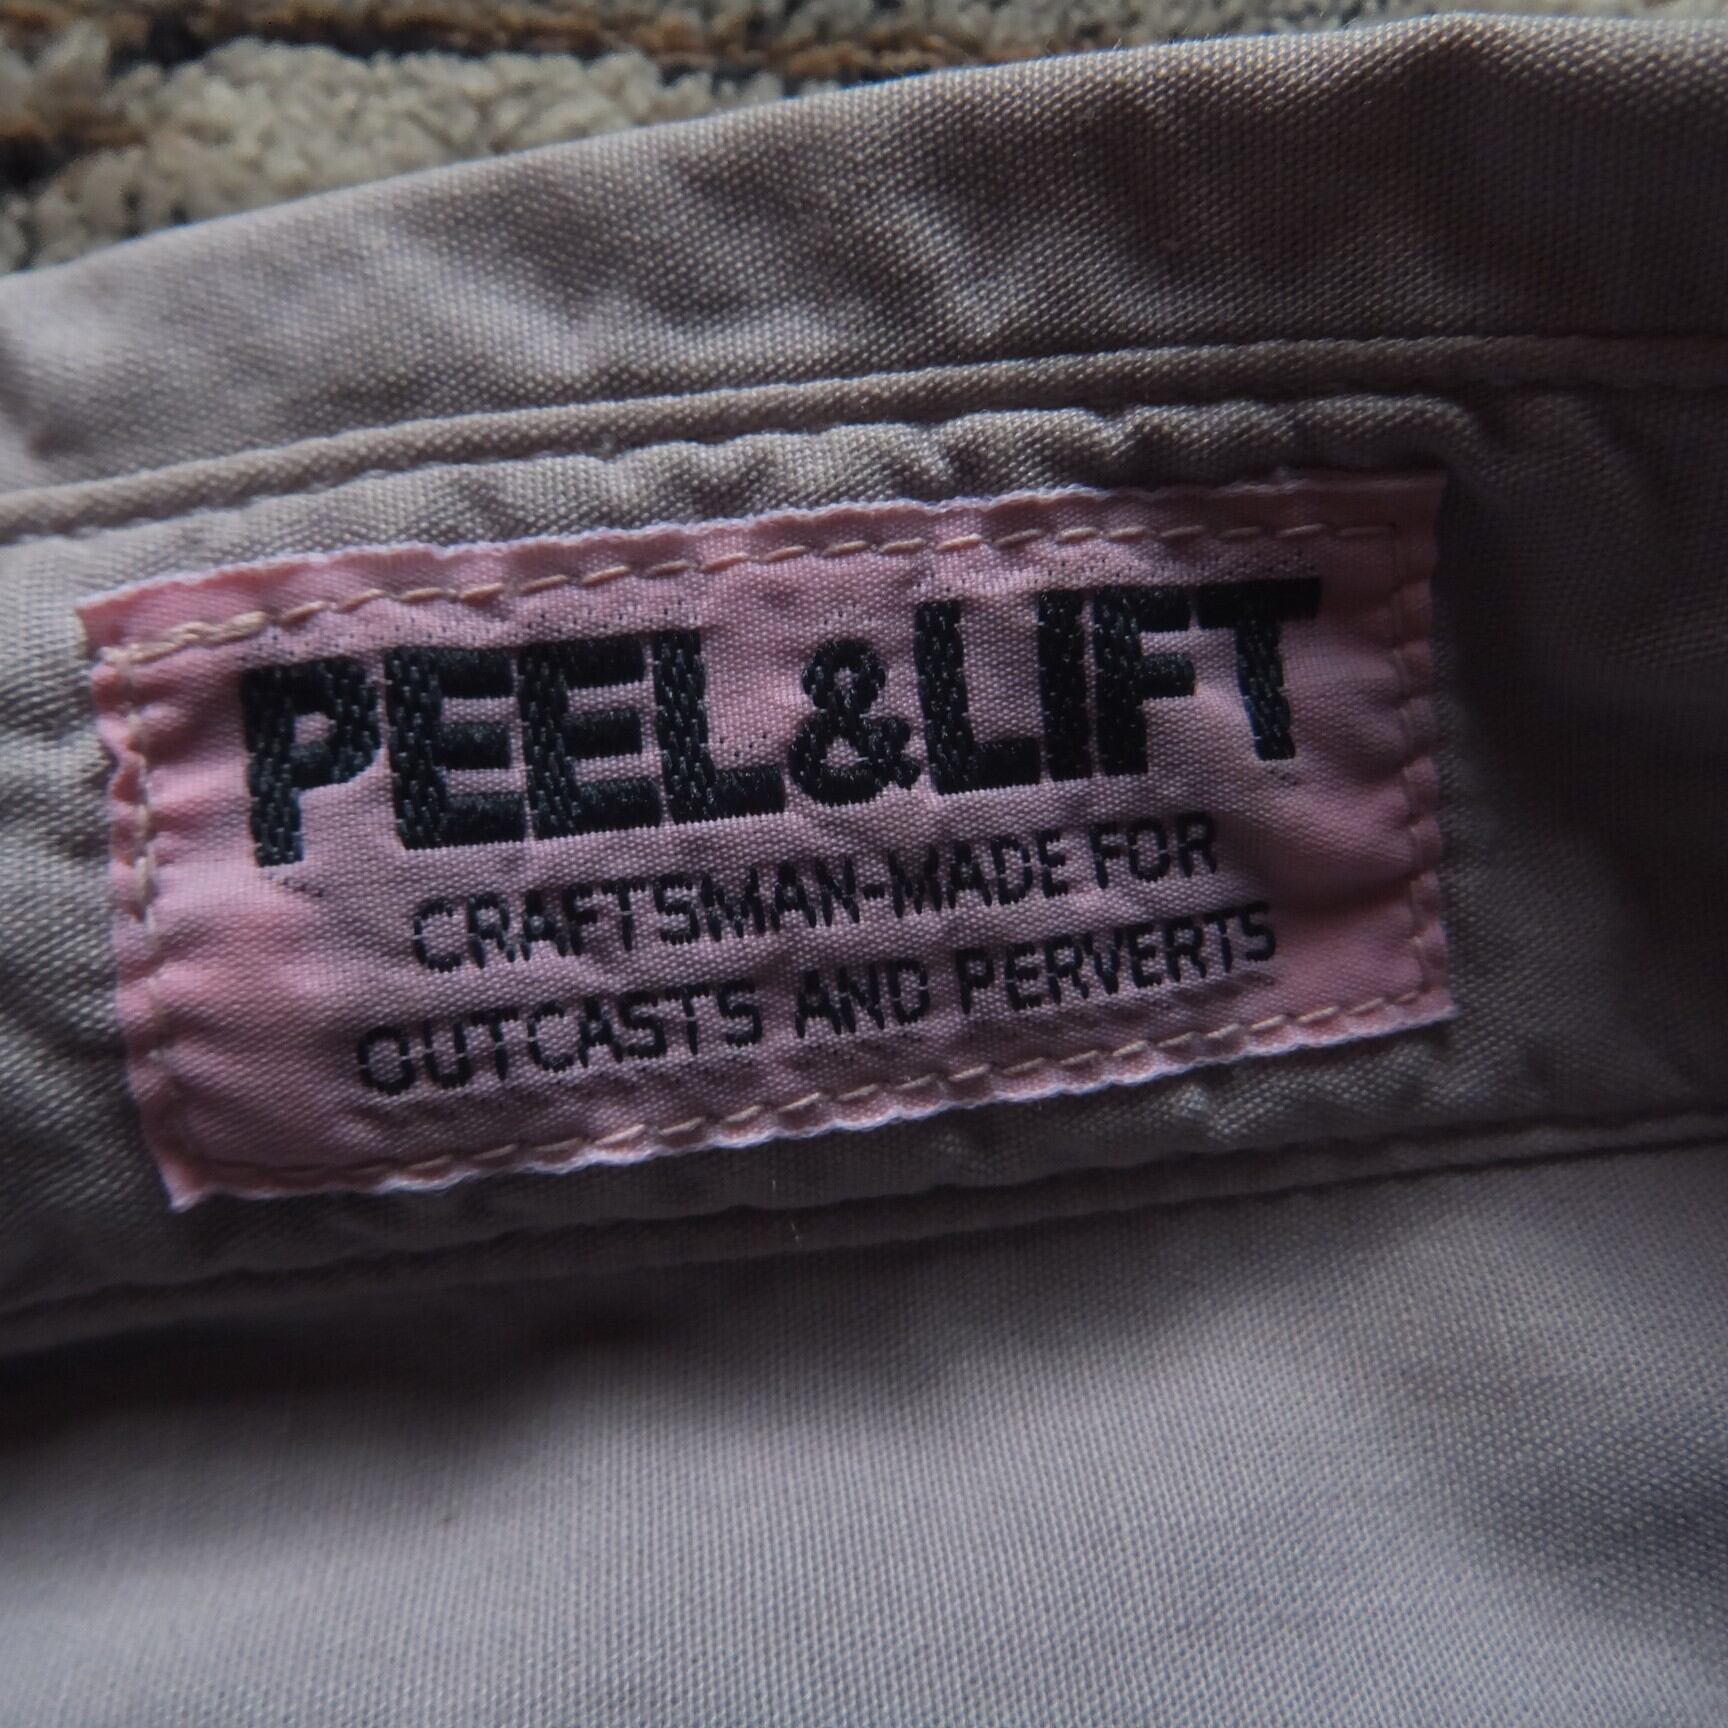 PEEL&LIFT
CRAFTSMAN-MADE FOR
OUTCASTS AND PERVERTS